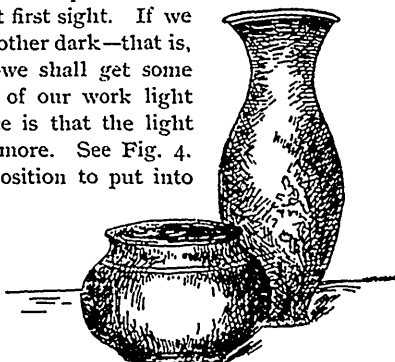 t first sight. If we
other dark—that is,
we shall get some
of our work light
e is that the light
more. See Fig. 4.
osition to put into